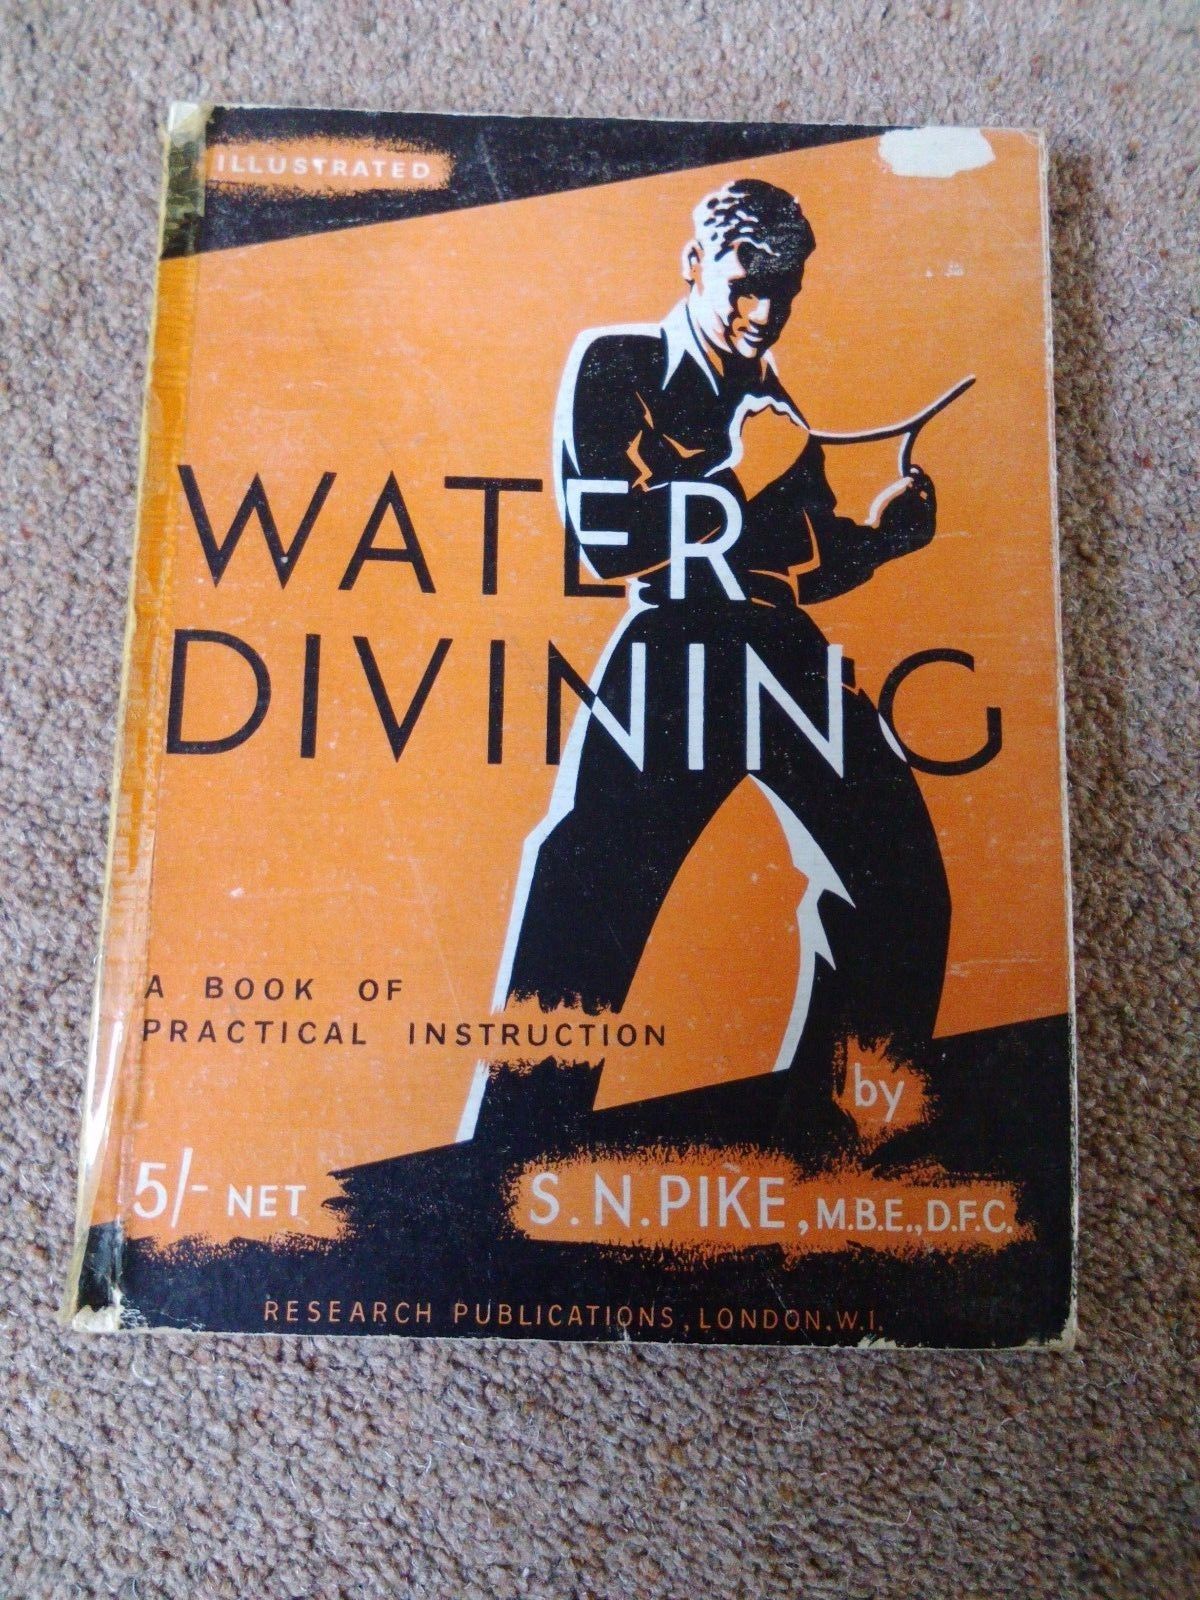 ILLUSTRATED
WATER
DIVINING
A BOOK OF
PRACTICAL INSTRUCTION
by
5/- NET
S. N. PIKE, M.B.E., D.F.C.
RESEARCH PUBLICATIONS, LONDON, W.I.